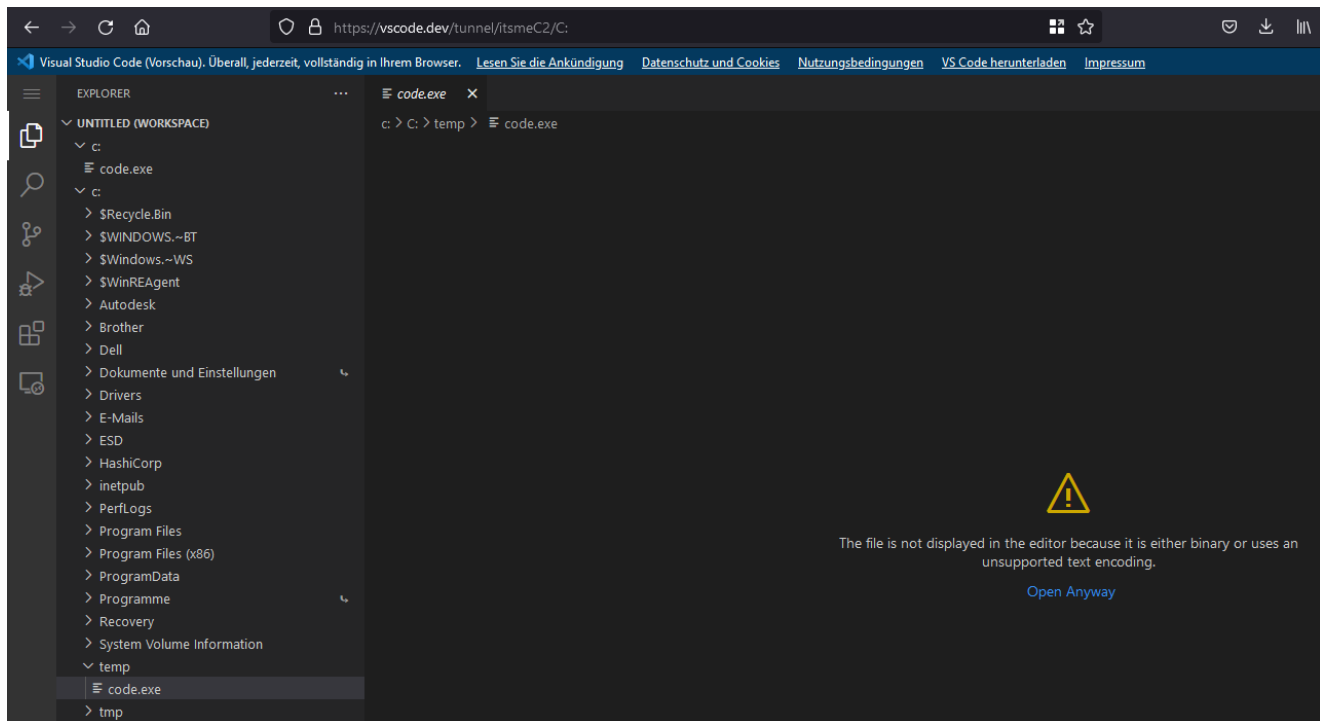 https://vscode.dev/tunnel/itsmeC2/C:
Visual Studio Code (Vorschau). Überall, jederzeit, vollständig in Ihrem Browser. Lesen Sie die Ankündigung Datenschutz und Cookies Nutzungsbedingungen VS Code herunterladen Impressum
EXPLORER
UNTITLED (WORKSPACE)
c:
code.exe
c:
$Recycle.Bin
$WINDOWS.~BT
$Windows.~WS
$WinREAgent
Autodesk
Brother
Dell
Dokumente und Einstellungen
Drivers
E-Mails
ESD
HashiCorp
inetpub
PerfLogs
Program Files
Program Files (x86)
ProgramData
Programme
Recovery
System Volume Information
temp
code.exe
tmp
code.exe
c: > C: > temp > code.exe
The file is not displayed in the editor because it is either binary or uses an
unsupported text encoding.
Open Anyway